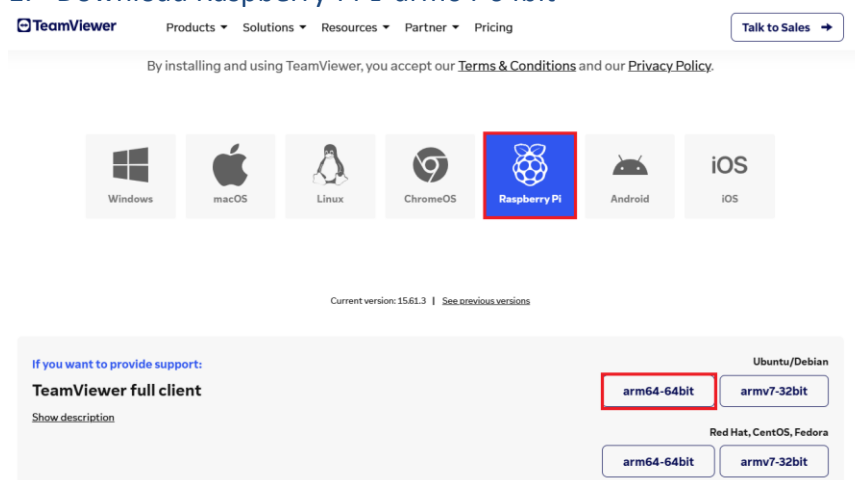 TeamViewer Products Solutions Resources Partner Pricing Talk to Sales
By installing and using TeamViewer, you accept our Terms & Conditions and our Privacy Policy.
iOS
Windows macOS Linux ChromeOS Raspberry Pi Android iOS
Current version: 15.61.3 | See previous versions
If you want to provide support:
Ubuntu/Debian
TeamViewer full client
arm64-64bit armv7-32bit
Show description
Red Hat, CentOS, Fedora
arm64-64bit armv7-32bit